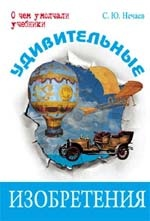 О чем умолчали
учебники
С. Ю. Нечаев
УДИВИТЕЛЬНЫЕ
ИЗОБРЕТЕНИЯ